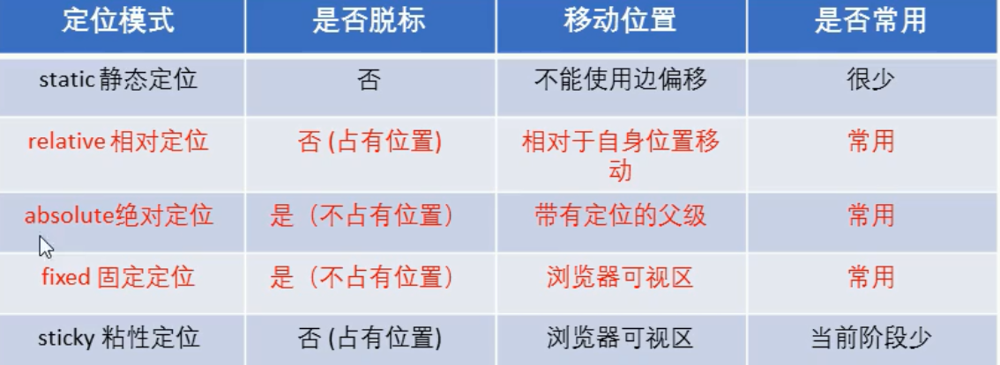 定位模式 是否脱标 移动位置 是否常用
static 静态定位 否 不能使用边偏移 很少
relative 相对定位 否 (占有位置) 相对于自身位置移
动
常用
absolute绝对定位 是（不占有位置） 带有定位的父级 常用
fixed 固定定位 是（不占有位置） 浏览器可视区 常用
sticky 粘性定位 否 (占有位置) 浏览器可视区 当前阶段少